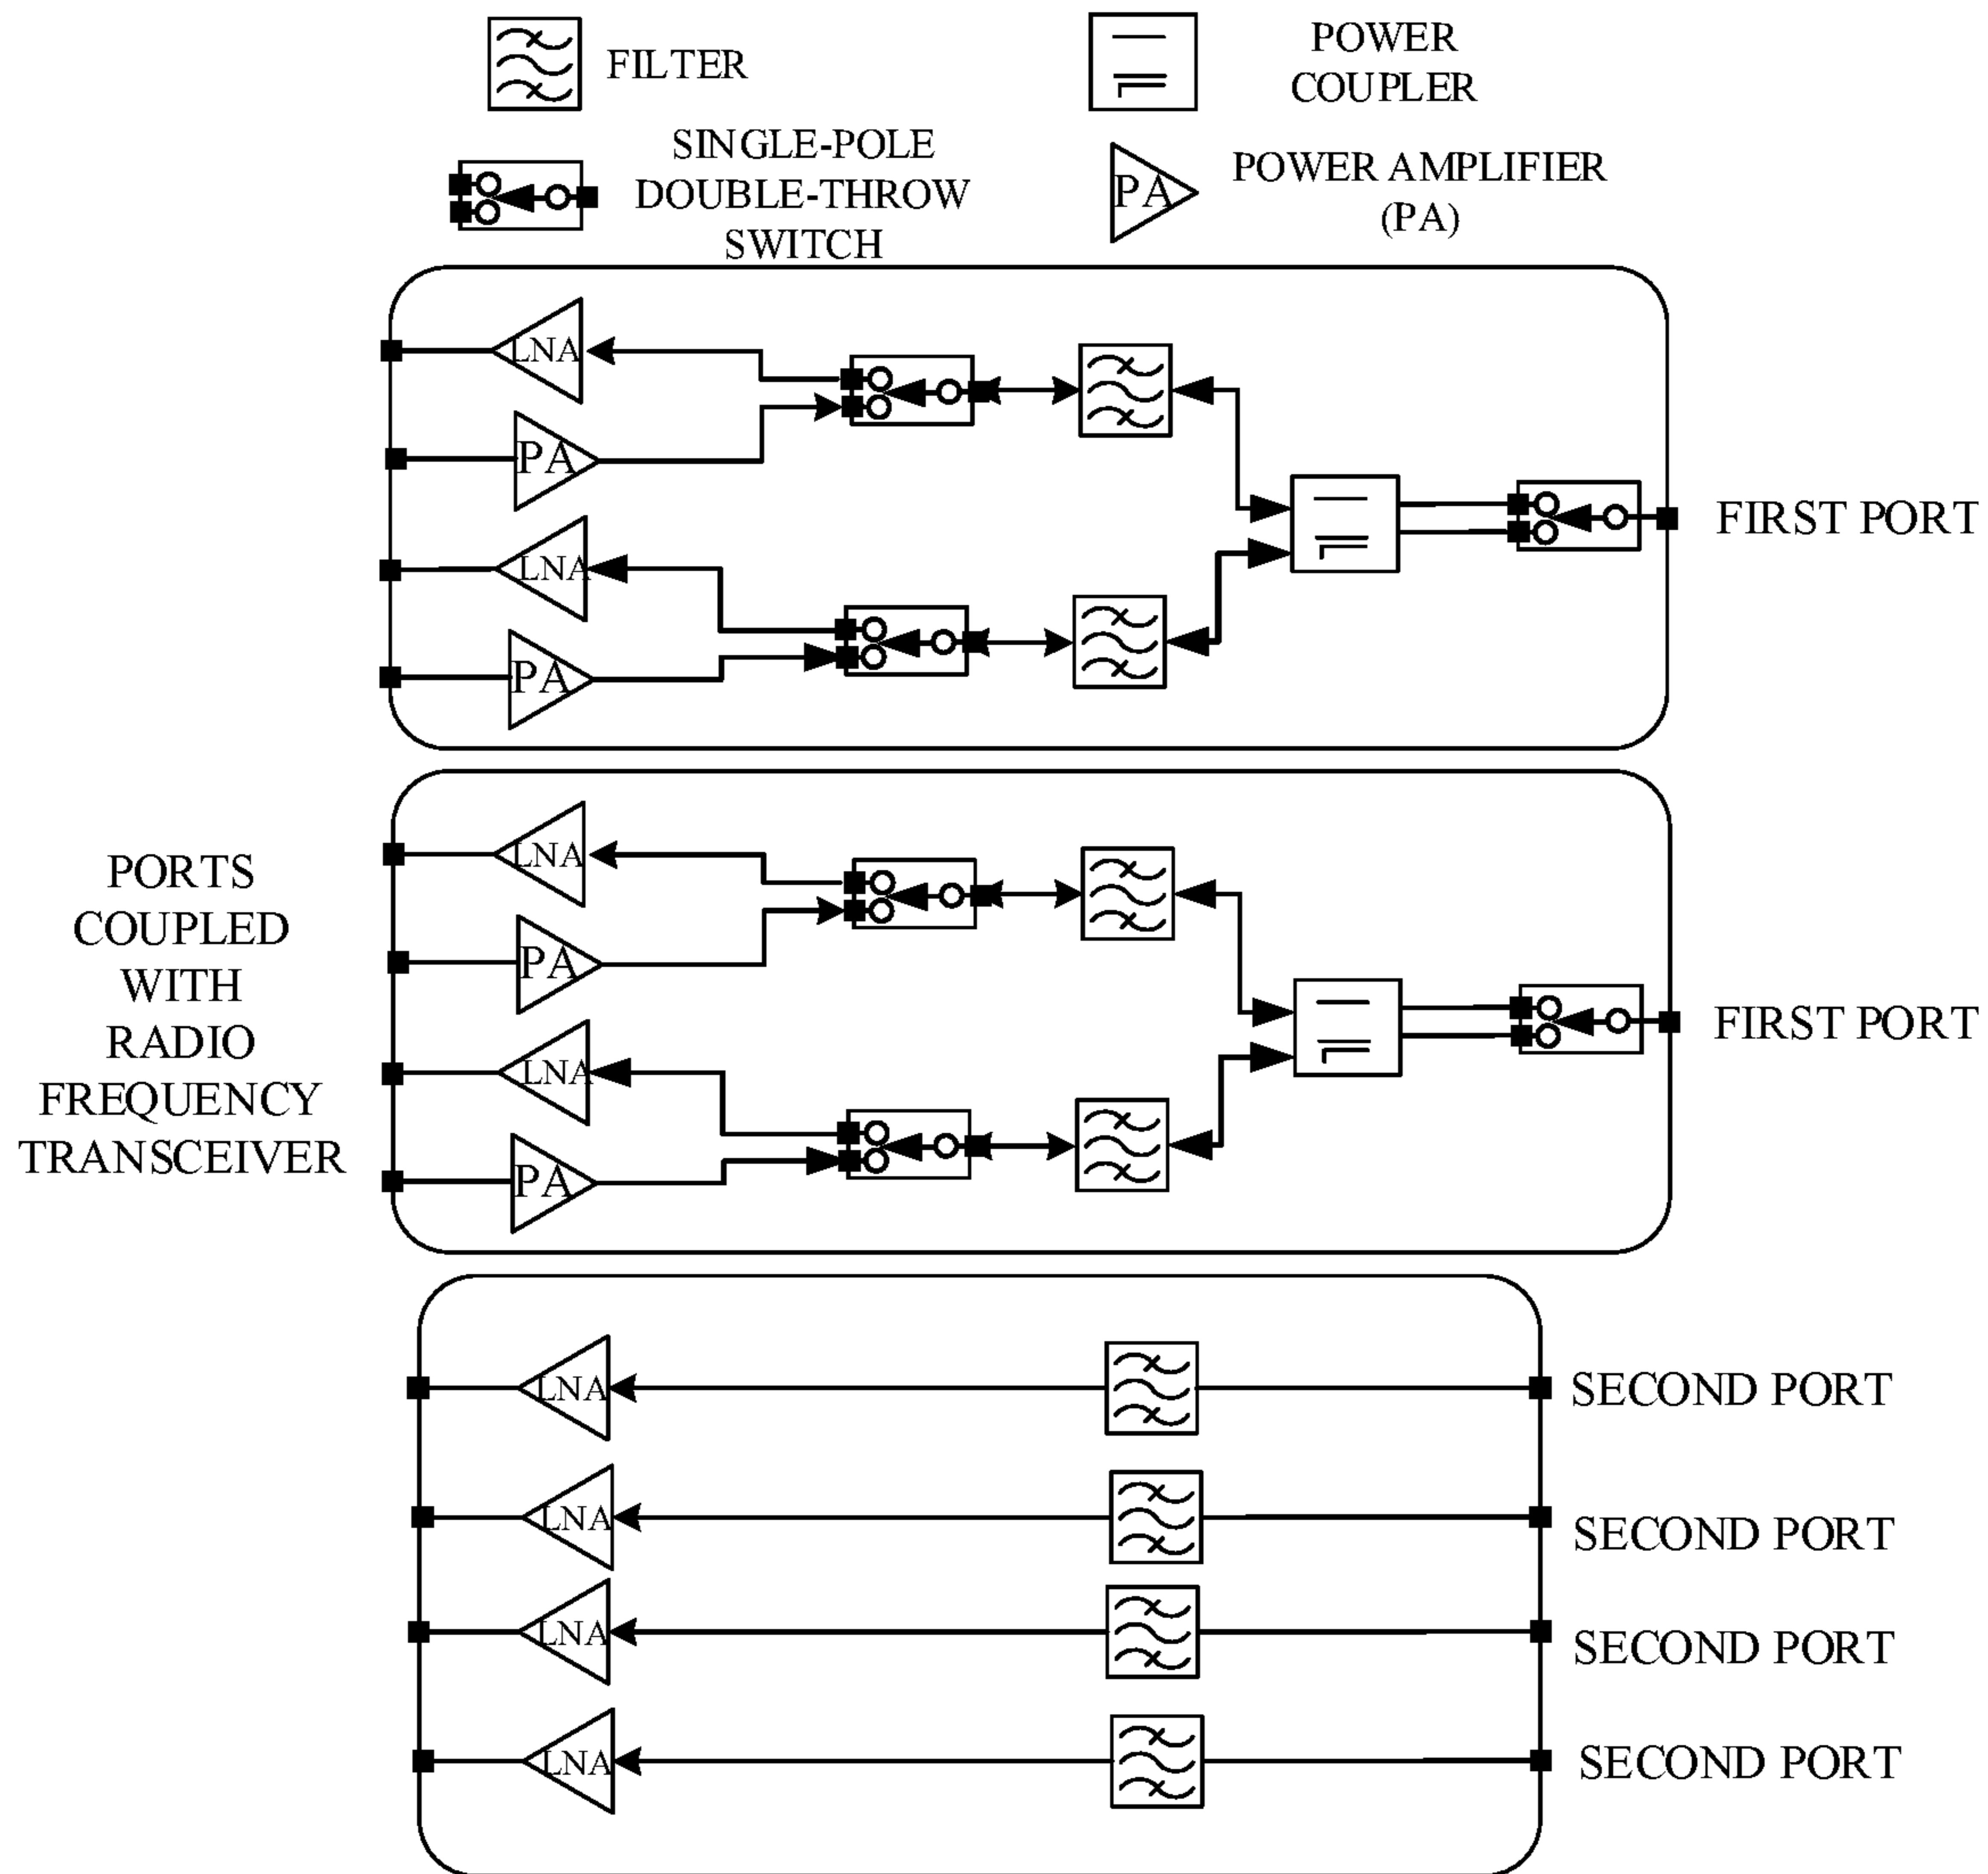 FILTER
POWER
COUPLER
SINGLE-POLE
DOUBLE-THROW
SWITCH
PA
POWER AMPLIFIER
(PA)
LNA
PA
LNA
PA
FIRST PORT
PORTS
COUPLED
WITH
RADIO
FREQUENCY
TRANSCEIVER
LNA
PA
LNA
PA
FIRST PORT
LNA
SECOND PORT
LNA
SECOND PORT
LNA
SECOND PORT
LNA
SECOND PORT